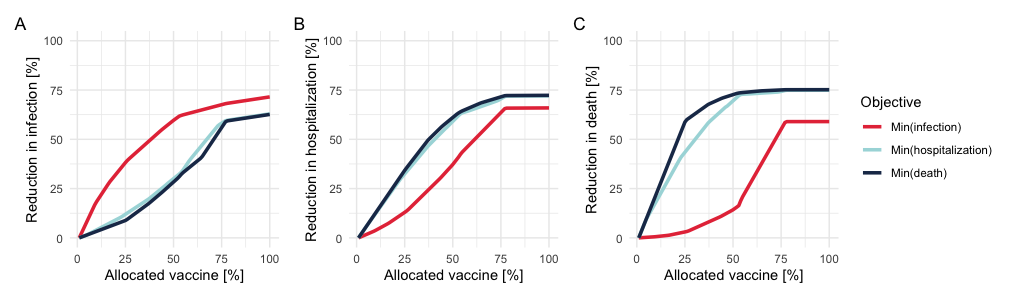 A
Reduction in infection [%]
100
75
50
25
0
0 25 50 75 100
Allocated vaccine [%]
B
Reduction in hospitalization [%]
100
75
50
25
0
0 25 50 75 100
Allocated vaccine [%]
C
Reduction in death [%]
100
75
50
25
0
0 25 50 75 100
Allocated vaccine [%]
Objective
Min(infection)
Min(hospitalization)
Min(death)